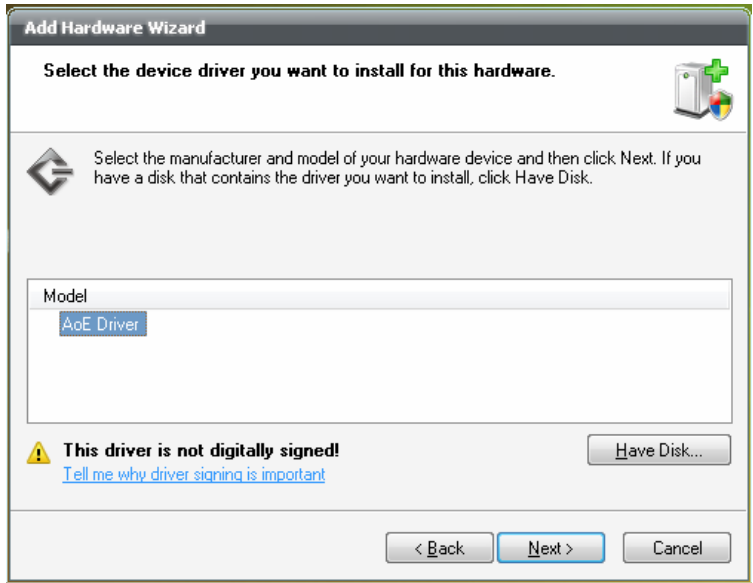 Add Hardware Wizard
Select the device driver you want to install for this hardware.
Select the manufacturer and model of your hardware device and then click Next. If you
have a disk that contains the driver you want to install, click Have Disk.
Model
AoE Driver
This driver is not digitally signed!
Have Disk...
Tell me why driver signing is important
< Back
Next >
Cancel